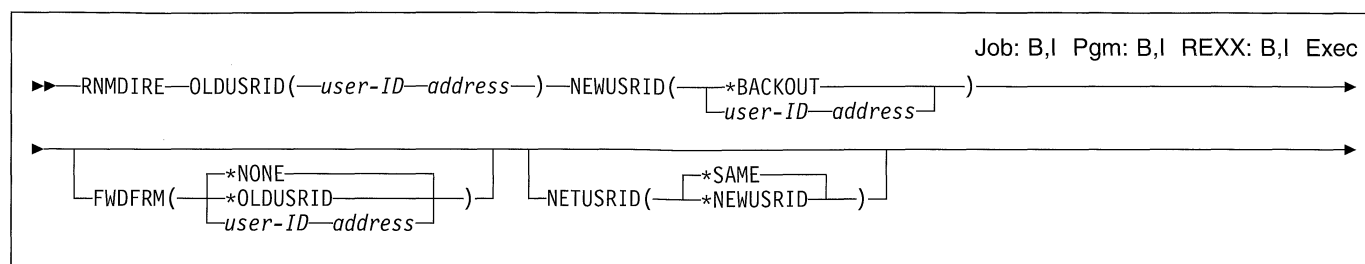 Job: B,I Pgm: B,I REXX: B,I Exec
RNMDIRE OLDUSRID( user-ID address ) NEWUSRID( *BACKOUT )
user-ID address
*NONE *SAME
FWDFRM( *OLDUSRID ) NETUSRID( *NEWUSRID )
user-ID address